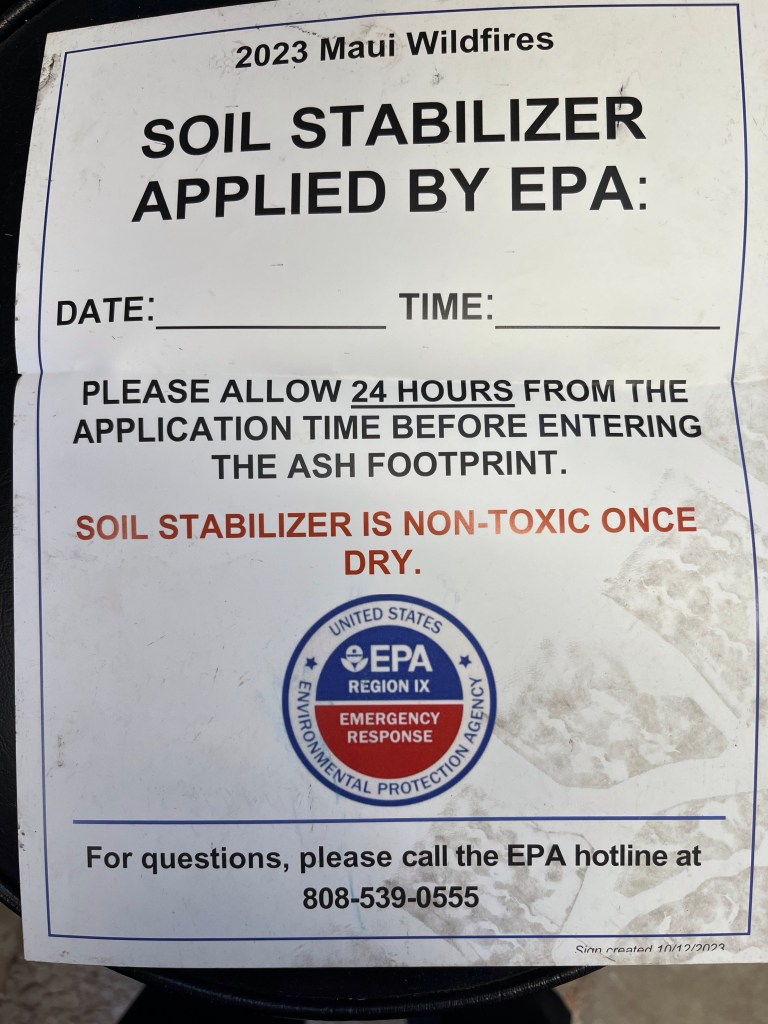 2023 Maui Wildfires
SOIL STABILIZER
APPLIED BY EPA:
DATE: TIME:
PLEASE ALLOW 24 HOURS FROM THE
APPLICATION TIME BEFORE ENTERING
THE ASH FOOTPRINT.
SOIL STABILIZER IS NON-TOXIC ONCE
DRY.
UNITED STATES
EPA
REGION IX
EMERGENCY
RESPONSE
ENVIRONMENTAL PROTECTION AGENCY
For questions, please call the EPA hotline at
808-539-0555
Sign created 10/12/2023